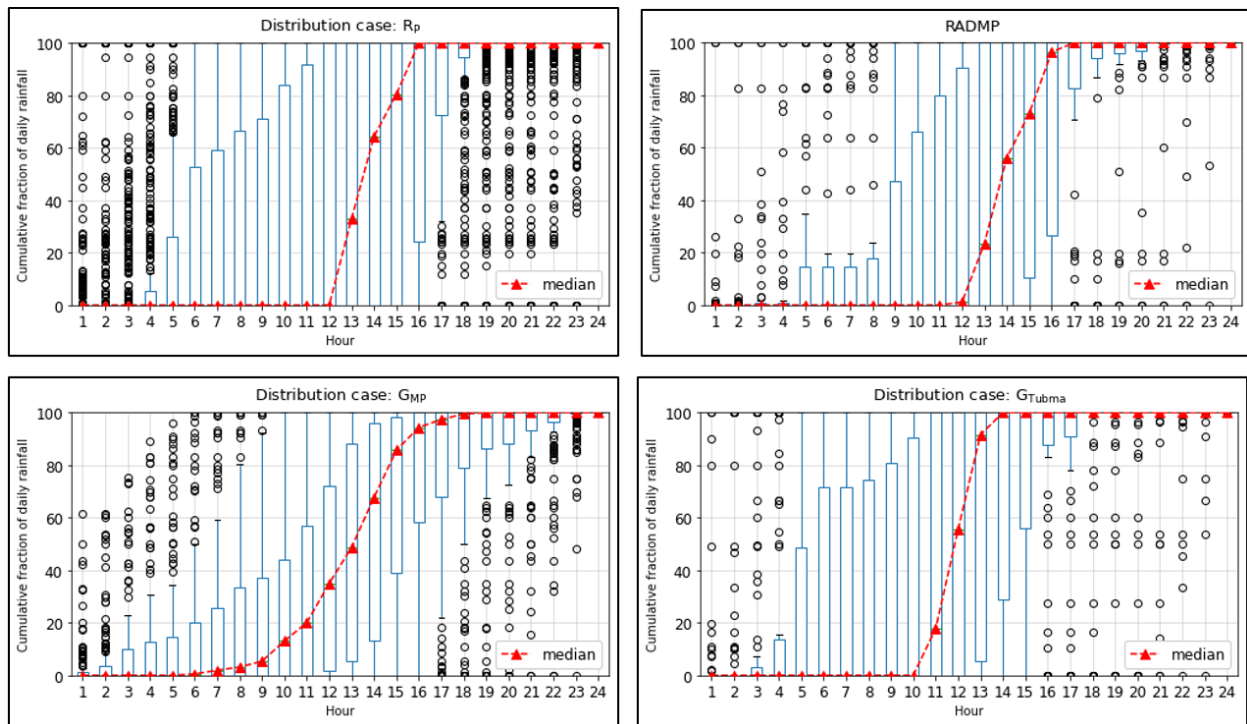 Distribution case: RP
Cumulative fraction of daily rainfall
100
80
60
40
20
0
median
1 2 3 4 5 6 7 8 9 10 11 12 13 14 15 16 17 18 19 20 21 22 23 24
Hour
RADMP
Cumulative fraction of daily rainfall
100
80
60
40
20
0
median
1 2 3 4 5 6 7 8 9 10 11 12 13 14 15 16 17 18 19 20 21 22 23 24
Hour
Distribution case: GMP
Cumulative fraction of daily rainfall
100
80
60
40
20
0
median
1 2 3 4 5 6 7 8 9 10 11 12 13 14 15 16 17 18 19 20 21 22 23 24
Hour
Distribution case: GTubma
Cumulative fraction of daily rainfall
100
80
60
40
20
0
median
1 2 3 4 5 6 7 8 9 10 11 12 13 14 15 16 17 18 19 20 21 22 23 24
Hour